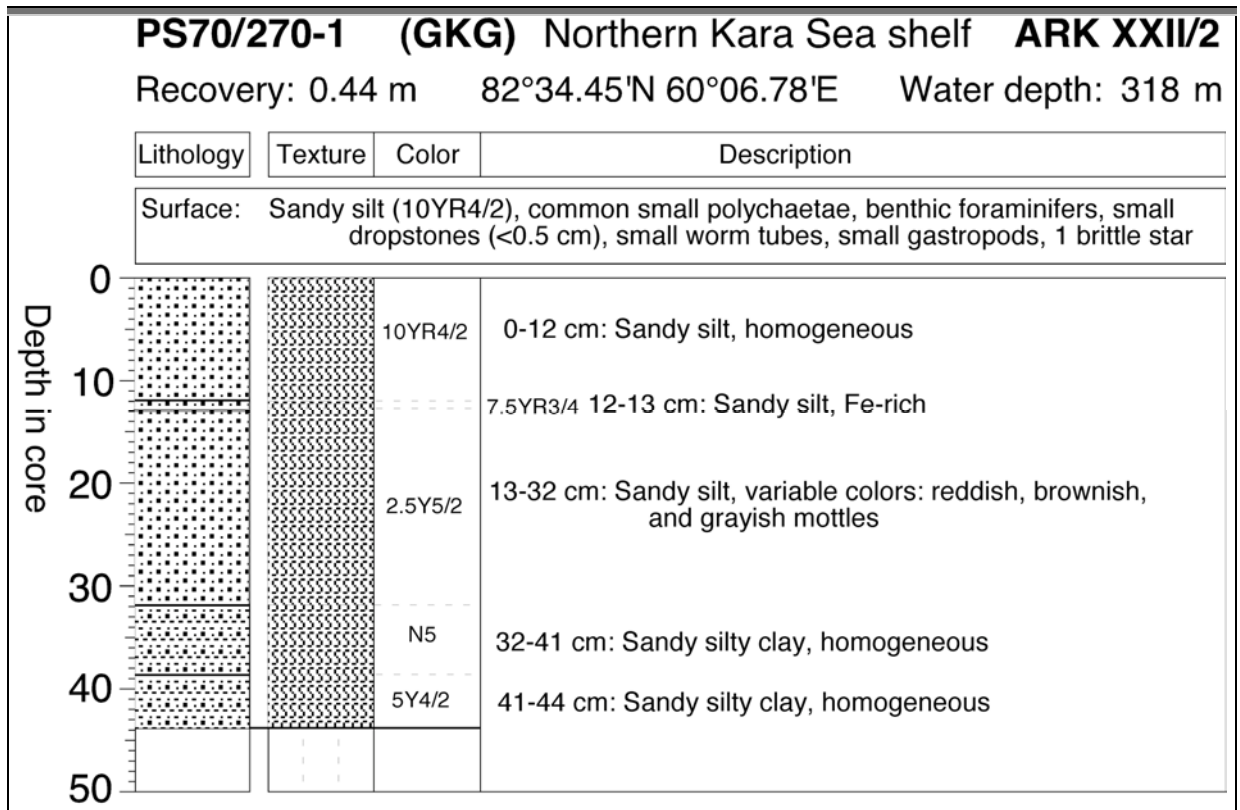 PS70/270-1 (GKG) Northern Kara Sea shelf ARK XXII/2
Recovery: 0.44 m 82°34.45'N 60°06.78'E Water depth: 318 m
Lithology Texture Color Description
Surface: Sandy silt (10YR4/2), common small polychaetae, benthic foraminifers, small
dropstones (<0.5 cm), small worm tubes, small gastropods, 1 brittle star
Depth in core
0
10YR4/2 0-12 cm: Sandy silt, homogeneous
10
7.5YR3/4 12-13 cm: Sandy silt, Fe-rich
20
2.5Y5/2 13-32 cm: Sandy silt, variable colors: reddish, brownish,
and grayish mottles
30
N5 32-41 cm: Sandy silty clay, homogeneous
40
5Y4/2 41-44 cm: Sandy silty clay, homogeneous
50